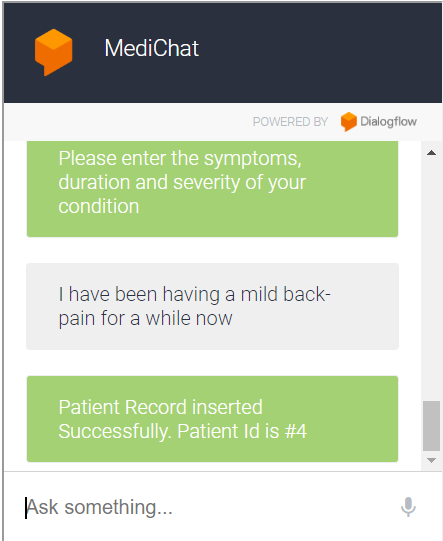 MediChat
POWERED BY Dialogflow
Please enter the symptoms,
duration and severity of your
condition
I have been having a mild back-
pain for a while now
Patient Record inserted
Successfully. Patient Id is #4
Ask something...